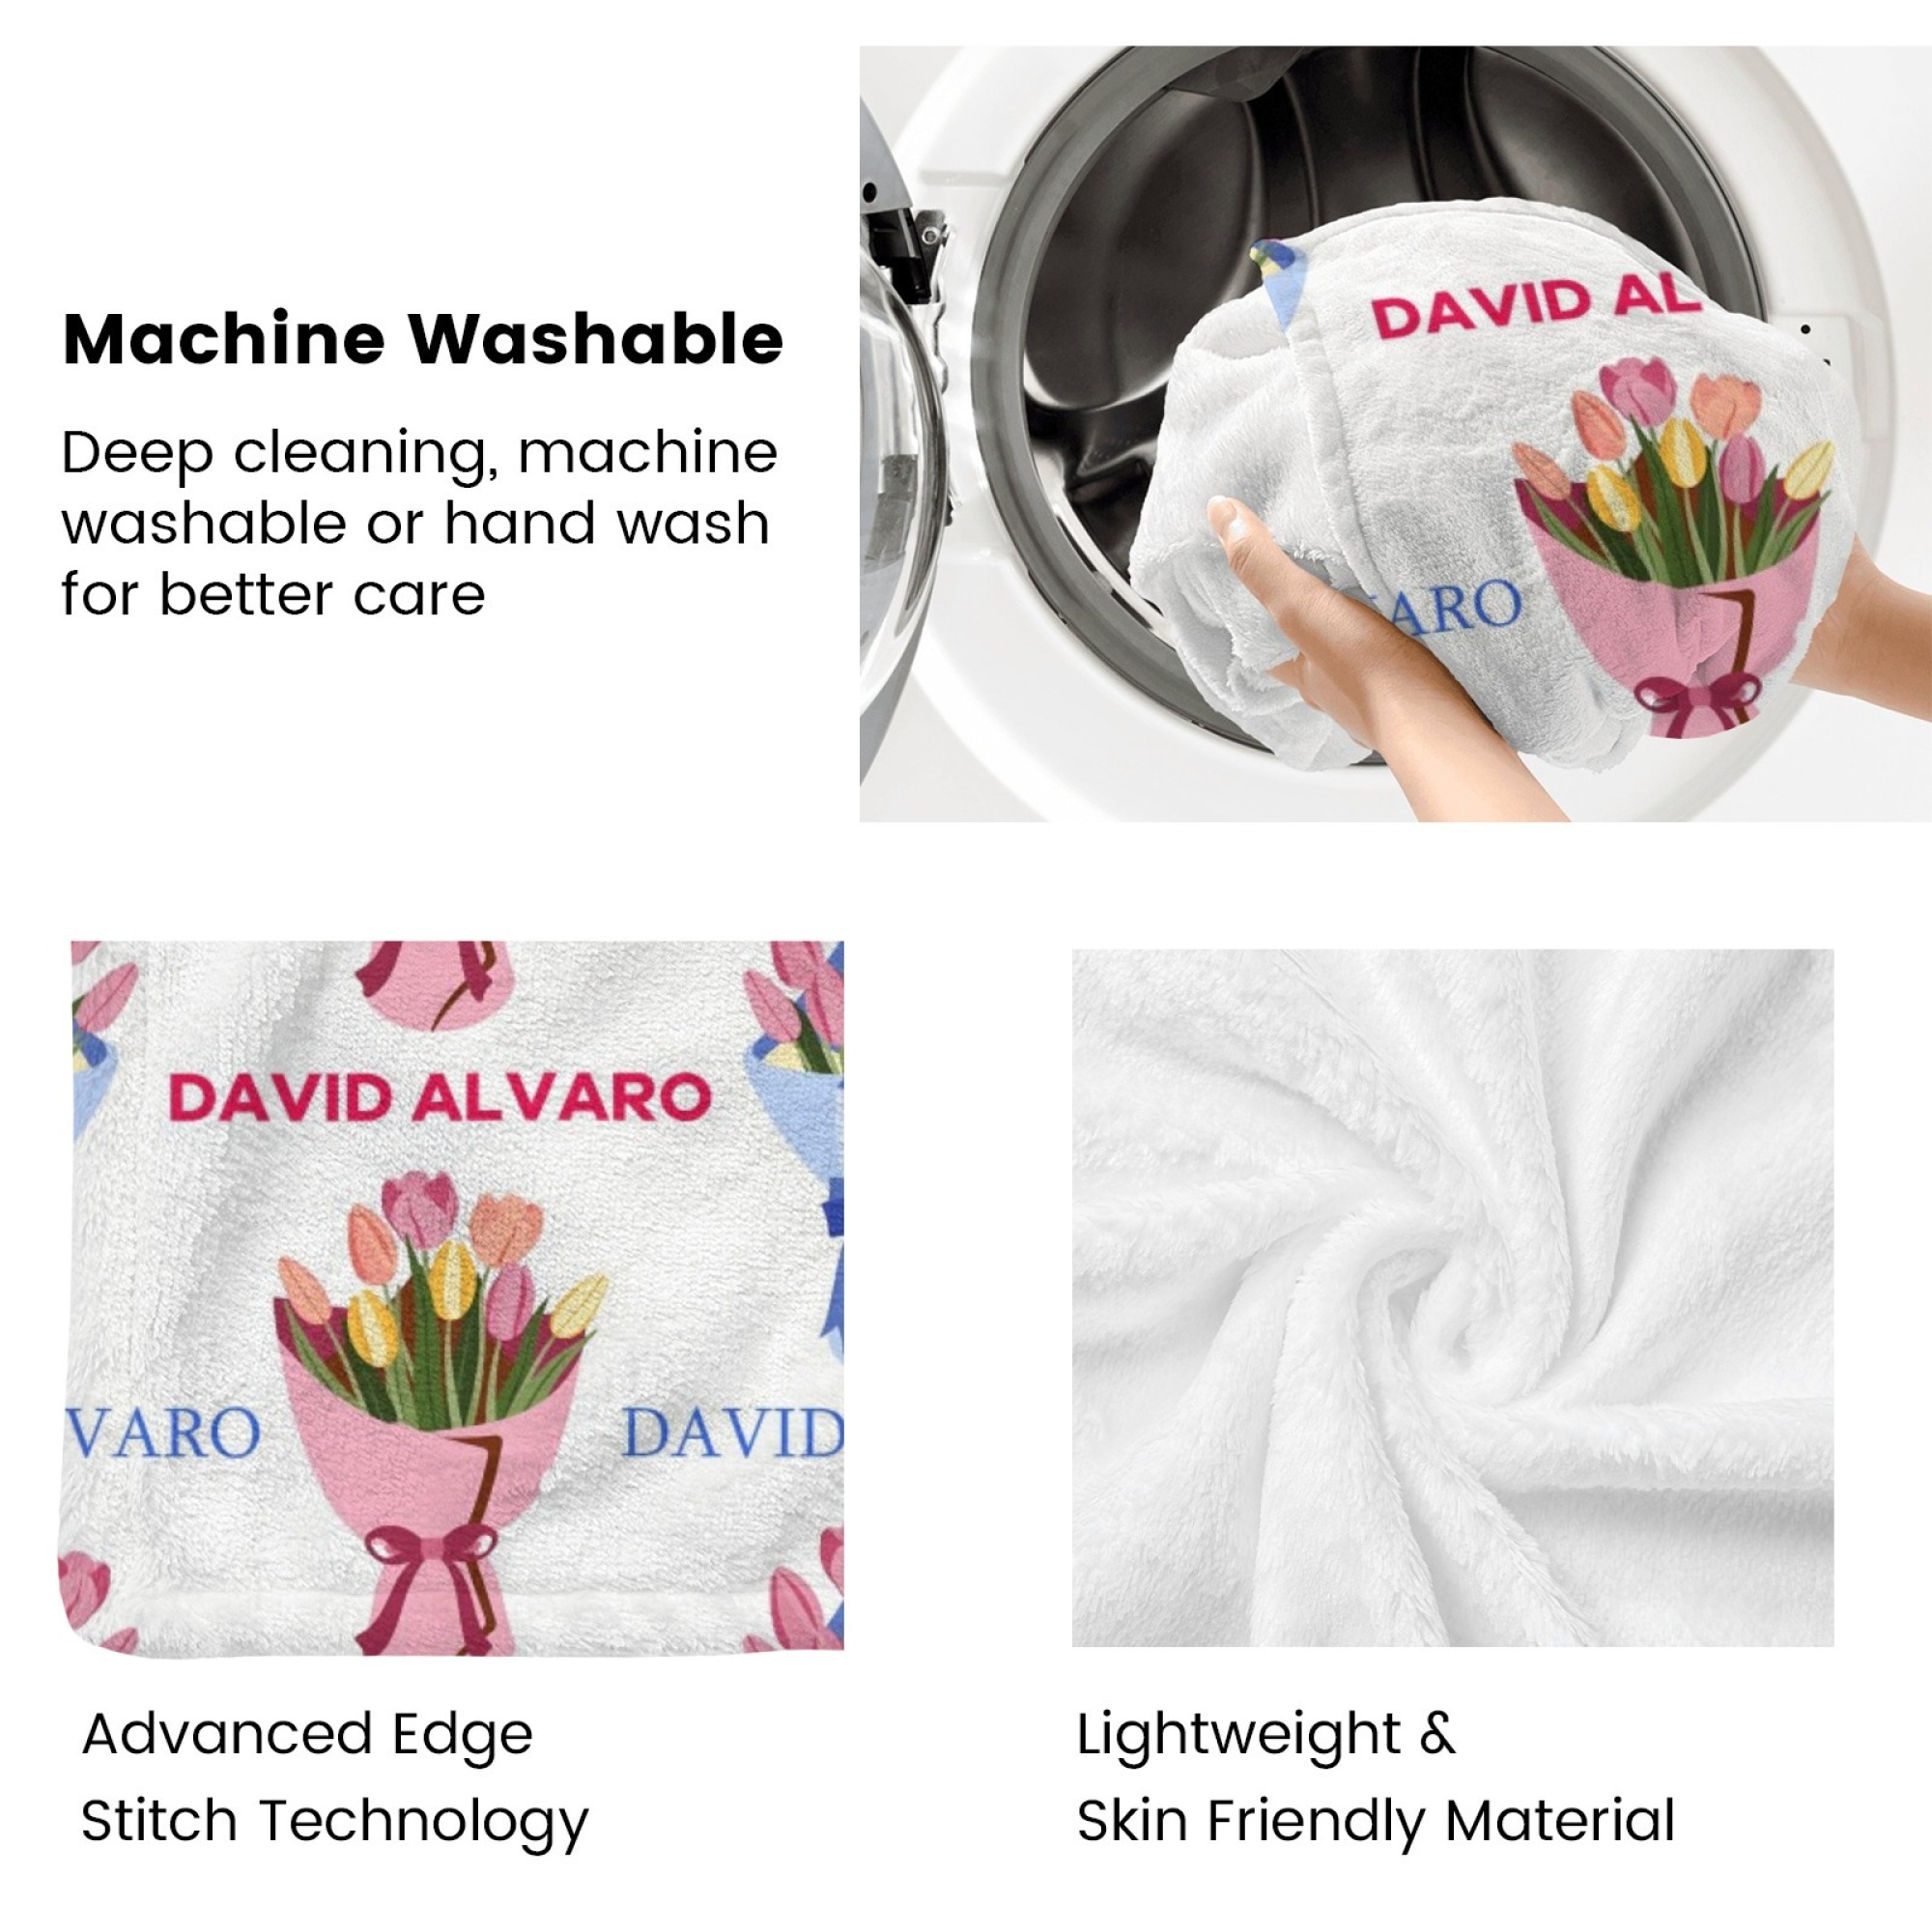 Machine Washable
Deep cleaning, machine
washable or hand wash
for better care
DAVID AL
VARO
DAVID ALVARO
VARO
DAVID
Advanced Edge
Stitch Technology
Lightweight &
Skin Friendly Material